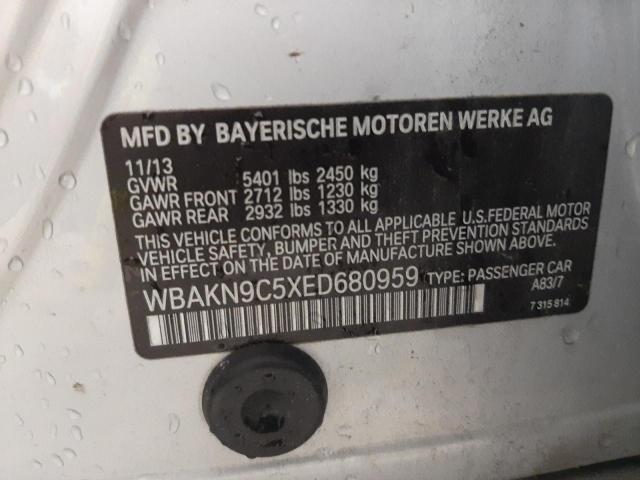 MFD BY BAYERISCHE MOTOREN WERKE AG
11/13
GVWR 5401 lbs 2450 kg
GAWR FRONT 2712 lbs 1230 kg
GAWR REAR 2932 lbs 1330 kg
THIS VEHICLE CONFORMS TO ALL APPLICABLE U.S.FEDERAL MOTOR
VEHICLE SAFETY, BUMPER AND THEFT PREVENTION STANDARDS
IN EFFECT ON THE DATE OF MANUFACTURE SHOWN ABOVE.
WBAKN9C5XED680959 TYPE: PASSENGER CAR
A83/7
7 315 814